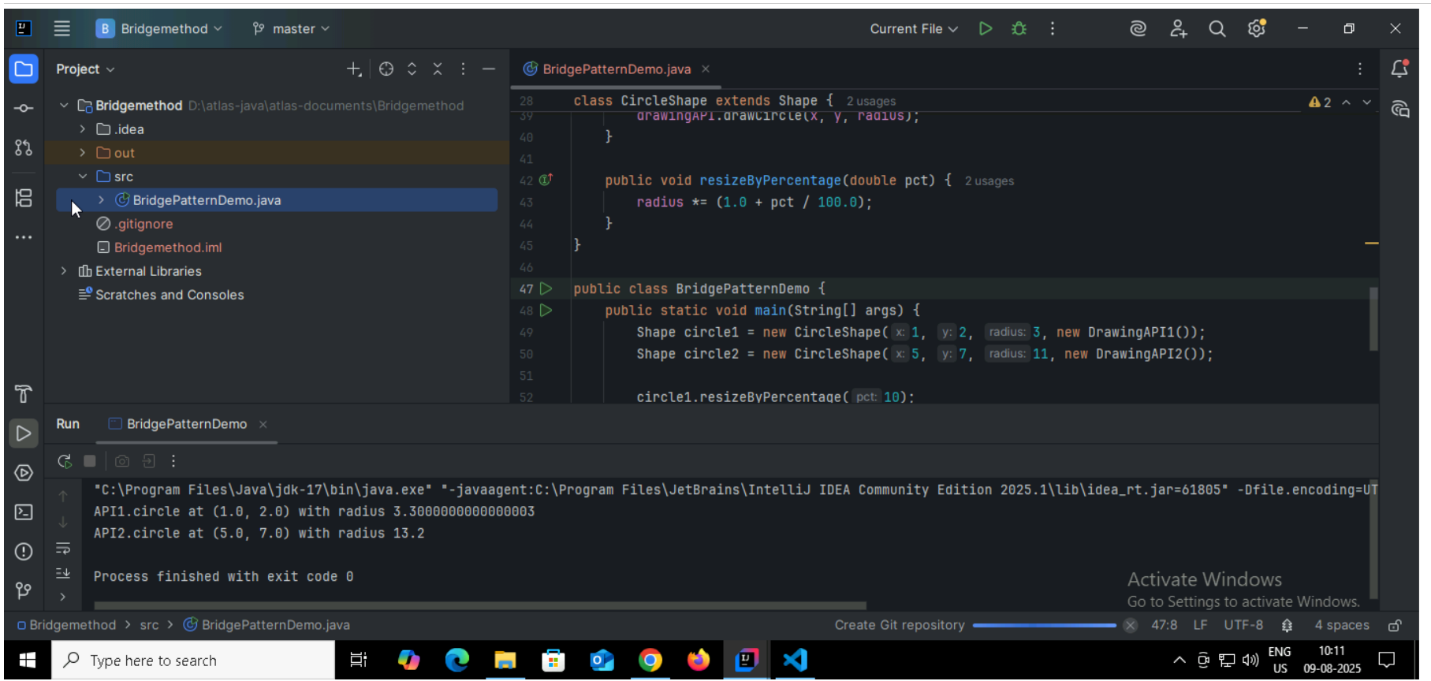 B Bridgemethod master Current File
Project
BridgePatternDemo.java
Bridgemethod D:\atlas-java\atlas-documents\Bridgemethod
.idea
out
src
BridgePatternDemo.java
.gitignore
Bridgemethod.iml
External Libraries
Scratches and Consoles
28 class CircleShape extends Shape { 2 usages
2
39 drawingAPI.drawCircle(x, y, radius);
40 }
41
42 public void resizeByPercentage(double pct) { 2 usages
43 radius *= (1.0 + pct / 100.0);
44 }
45 }
46
47 public class BridgePatternDemo {
48 public static void main(String[] args) {
49 Shape circle1 = new CircleShape( x: 1, y: 2, radius: 3, new DrawingAPI1());
50 Shape circle2 = new CircleShape( x: 5, y: 7, radius: 11, new DrawingAPI2());
51
52 circle1.resizeByPercentage( pct: 10);
Run BridgePatternDemo
"C:\Program Files\Java\jdk-17\bin\java.exe" "-javaagent:C:\Program Files\JetBrains\IntelliJ IDEA Community Edition 2025.1\lib\idea_rt.jar=61805" -Dfile.encoding=UT
API1.circle at (1.0, 2.0) with radius 3.3000000000000003
API2.circle at (5.0, 7.0) with radius 13.2
Process finished with exit code 0
Activate Windows
Go to Settings to activate Windows.
Bridgemethod > src > BridgePatternDemo.java Create Git repository 47:8 LF UTF-8 4 spaces
Type here to search
ENG
US
10:11
09-08-2025